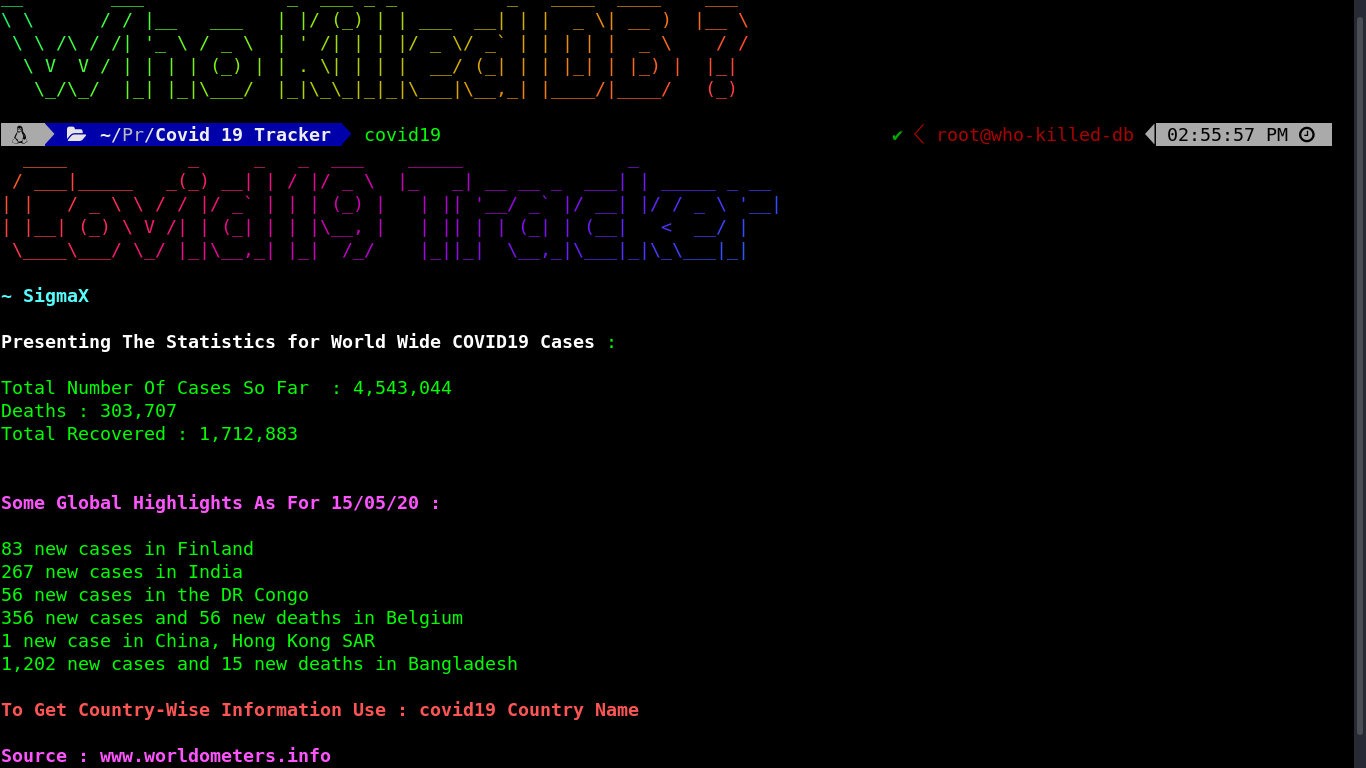 Who Killed DB ?
~/Pr/Covid 19 Tracker covid19 ✔ root@who-killed-db 02:55:57 PM
Covid19 Tracker
~ SigmaX
Presenting The Statistics for World Wide COVID19 Cases :
Total Number Of Cases So Far : 4,543,044
Deaths : 303,707
Total Recovered : 1,712,883
Some Global Highlights As For 15/05/20 :
83 new cases in Finland
267 new cases in India
56 new cases in the DR Congo
356 new cases and 56 new deaths in Belgium
1 new case in China, Hong Kong SAR
1,202 new cases and 15 new deaths in Bangladesh
To Get Country-Wise Information Use : covid19 Country Name
Source : www.worldometers.info